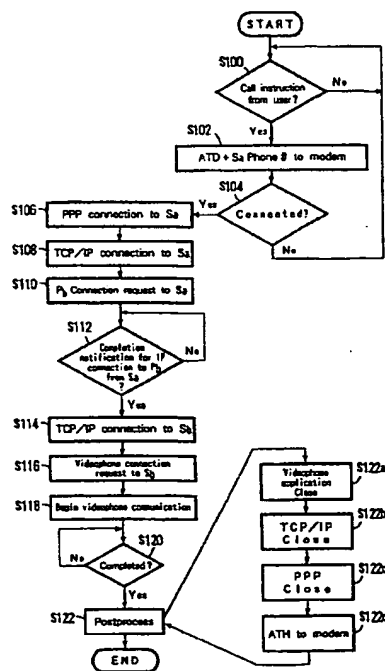 START
S100
Call instruction
from user?
No
Yes
S102
ATD + Sa Phone # to modem
S104
Connected?
Yes
No
S106
PPP connection to Sa
S108
TCP/IP connection to Sa
S110
Pb Connection request to Sa
S112
Completion
notification for IP
connection to Pb
from Sa
?
No
Yes
S114
TCP/IP connection to Sb
S116
Videophone connection
request to Sb
S118
Begin videophone communication
S120
Completed?
No
Yes
S122
Postprocess
END
S122a
Videophone
application
Close
S122b
TCP/IP
Close
S122c
PPP
Close
ATH to modem